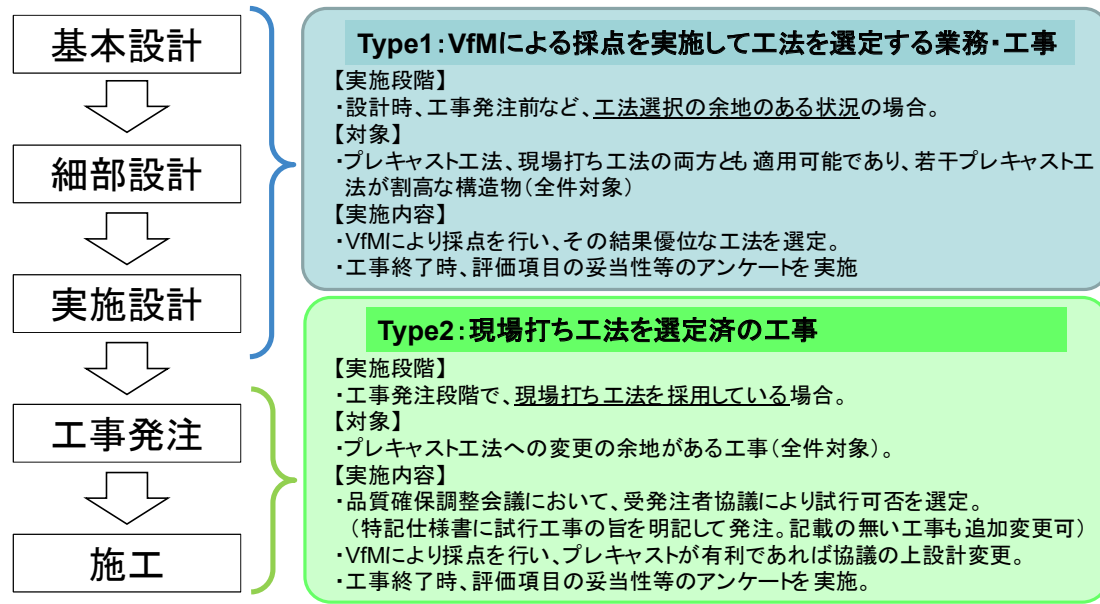 基本設計
細部設計
実施設計
工事発注
施工
Type1:VfMによる採点を実施して工法を選定する業務・工事
【実施段階】
・設計時、工事発注前など、工法選択の余地のある状況の場合。
【対象】
・プレキャスト工法、現場打ち工法の両方とも適用可能であり、若干プレキャスト工
法が割高な構造物(全件対象)
【実施内容】
・VfMにより採点を行い、その結果優位な工法を選定。
・工事終了時、評価項目の妥当性等のアンケートを実施
Type2:現場打ち工法を選定済の工事
【実施段階】
・工事発注段階で、現場打ち工法を採用している場合。
【対象】
・プレキャスト工法への変更の余地がある工事(全件対象)。
【実施内容】
・品質確保調整会議において、受発注者協議により試行可否を選定。
(特記仕様書に試行工事の旨を明記して発注。記載の無い工事も追加変更可)
・VfMにより採点を行い、プレキャストが有利であれば協議の上設計変更。
・工事終了時、評価項目の妥当性等のアンケートを実施。